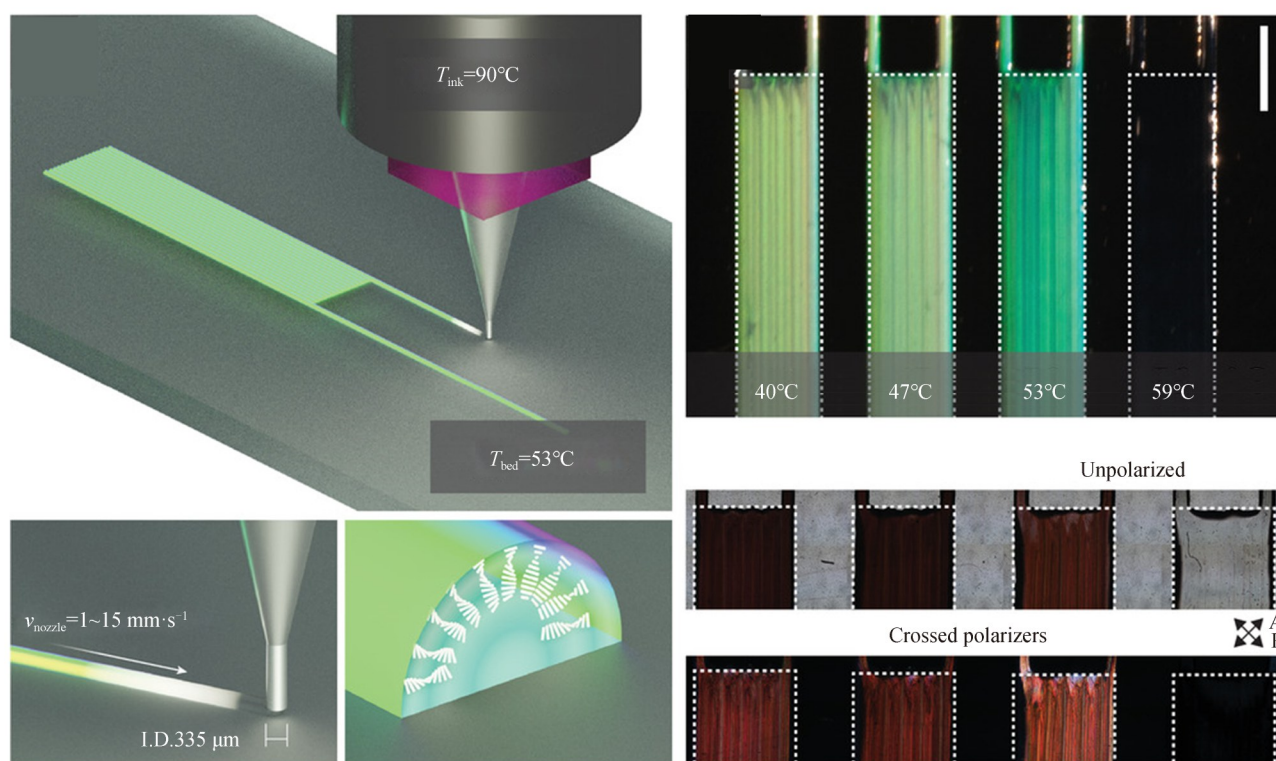 T_ink=90℃
T_bed=53℃
v_nozzle=1~15 mm·s⁻¹
I.D.335 μm
40℃
47℃
53℃
59℃
Unpolarized
Crossed polarizers
A